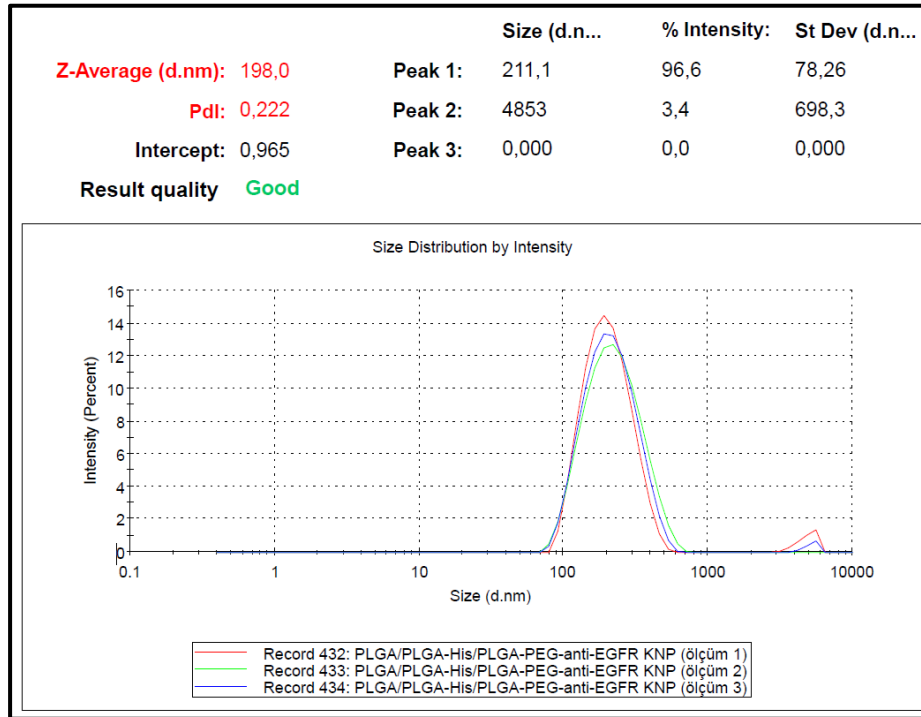 Size (d.n... % Intensity: St Dev (d.n...
Z-Average (d.nm): 198,0 Peak 1: 211,1 96,6 78,26
PdI: 0,222 Peak 2: 4853 3,4 698,3
Intercept: 0,965 Peak 3: 0,000 0,0 0,000
Result quality Good
Size Distribution by Intensity
16
14
12
10
8
6
4
2
0
Intensity (Percent)
0.1 1 10 100 1000 10000
Size (d.nm)
Record 432: PLGA/PLGA-His/PLGA-PEG-anti-EGFR KNP (ölçüm 1)
Record 433: PLGA/PLGA-His/PLGA-PEG-anti-EGFR KNP (ölçüm 2)
Record 434: PLGA/PLGA-His/PLGA-PEG-anti-EGFR KNP (ölçüm 3)